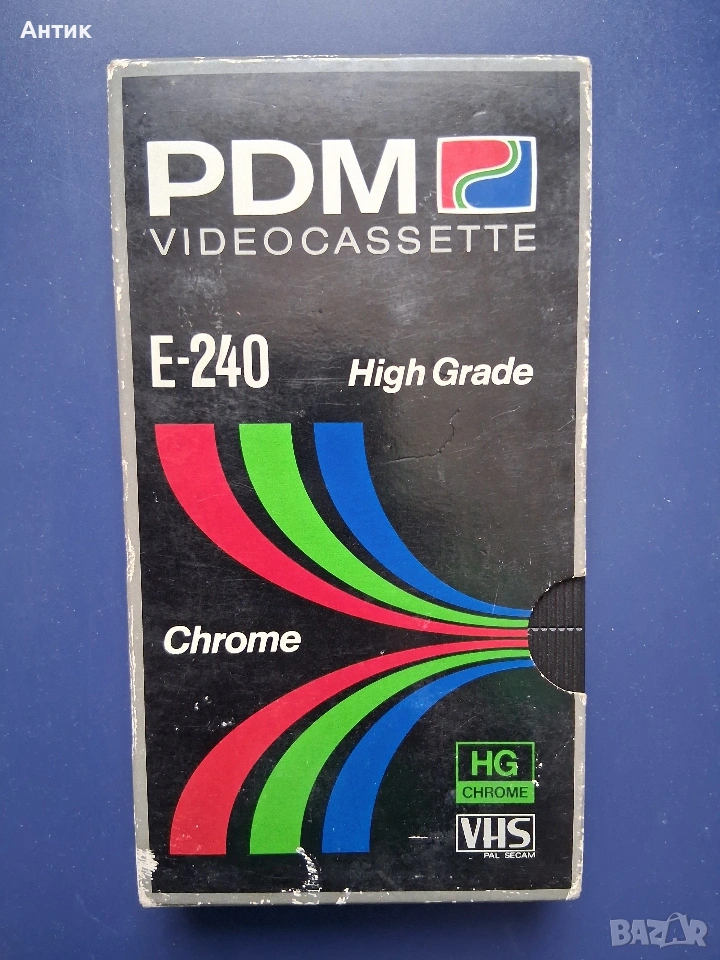 Антик
PDM
VIDEOCASSETTE
E-240
High Grade
Chrome
HG
CHROME
VHS
PAL SECAM
BAZAR